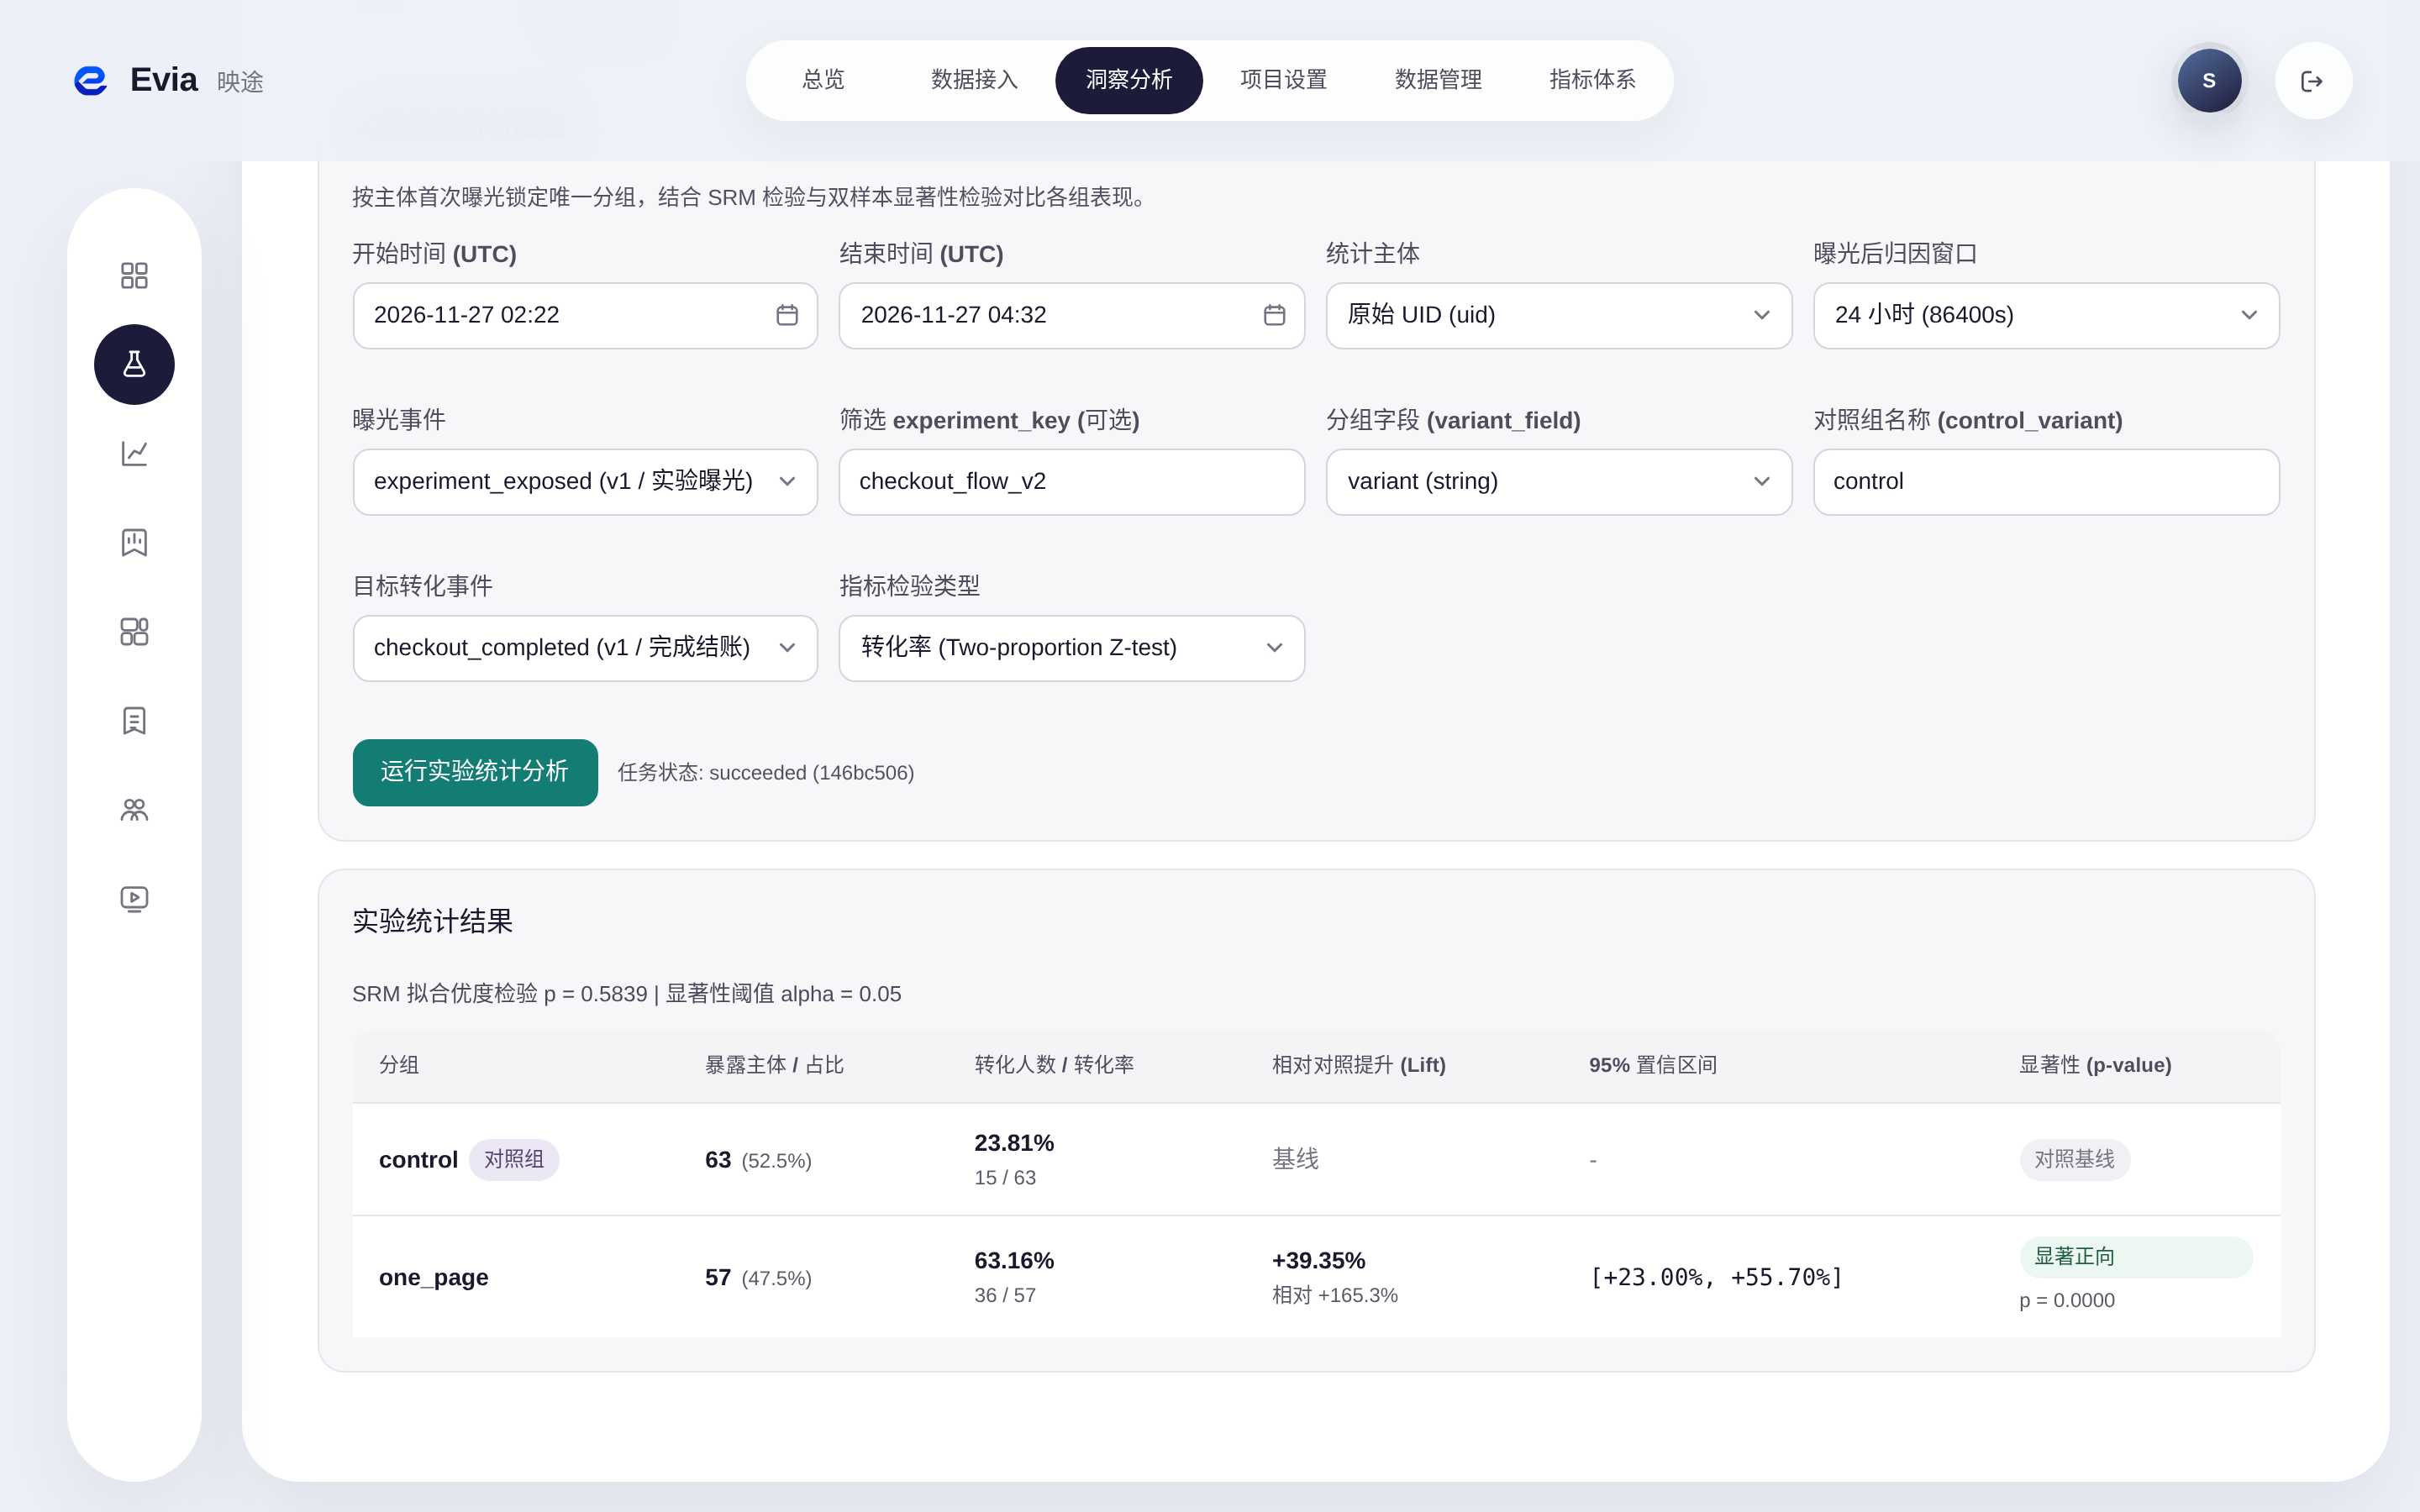 Evia 映途
总览 数据接入 洞察分析 项目设置 数据管理 指标体系
S
按主体首次曝光锁定唯一分组，结合 SRM 检验与双样本显著性检验对比各组表现。
开始时间 (UTC) 结束时间 (UTC) 统计主体 曝光后归因窗口
2026-11-27 02:22 2026-11-27 04:32 原始 UID (uid) 24 小时 (86400s)
曝光事件 筛选 experiment_key (可选) 分组字段 (variant_field) 对照组名称 (control_variant)
experiment_exposed (v1 / 实验曝光) checkout_flow_v2 variant (string) control
目标转化事件 指标检验类型
checkout_completed (v1 / 完成结账) 转化率 (Two-proportion Z-test)
运行实验统计分析 任务状态: succeeded (146bc506)
实验统计结果
SRM 拟合优度检验 p = 0.5839 | 显著性阈值 alpha = 0.05
分组 暴露主体 / 占比 转化人数 / 转化率 相对对照提升 (Lift) 95% 置信区间 显著性 (p-value)
control 对照组 63 (52.5%) 23.81% 基线 - 对照基线
15 / 63
one_page 57 (47.5%) 63.16% +39.35% [+23.00%, +55.70%] 显著正向
36 / 57 相对 +165.3% p = 0.0000